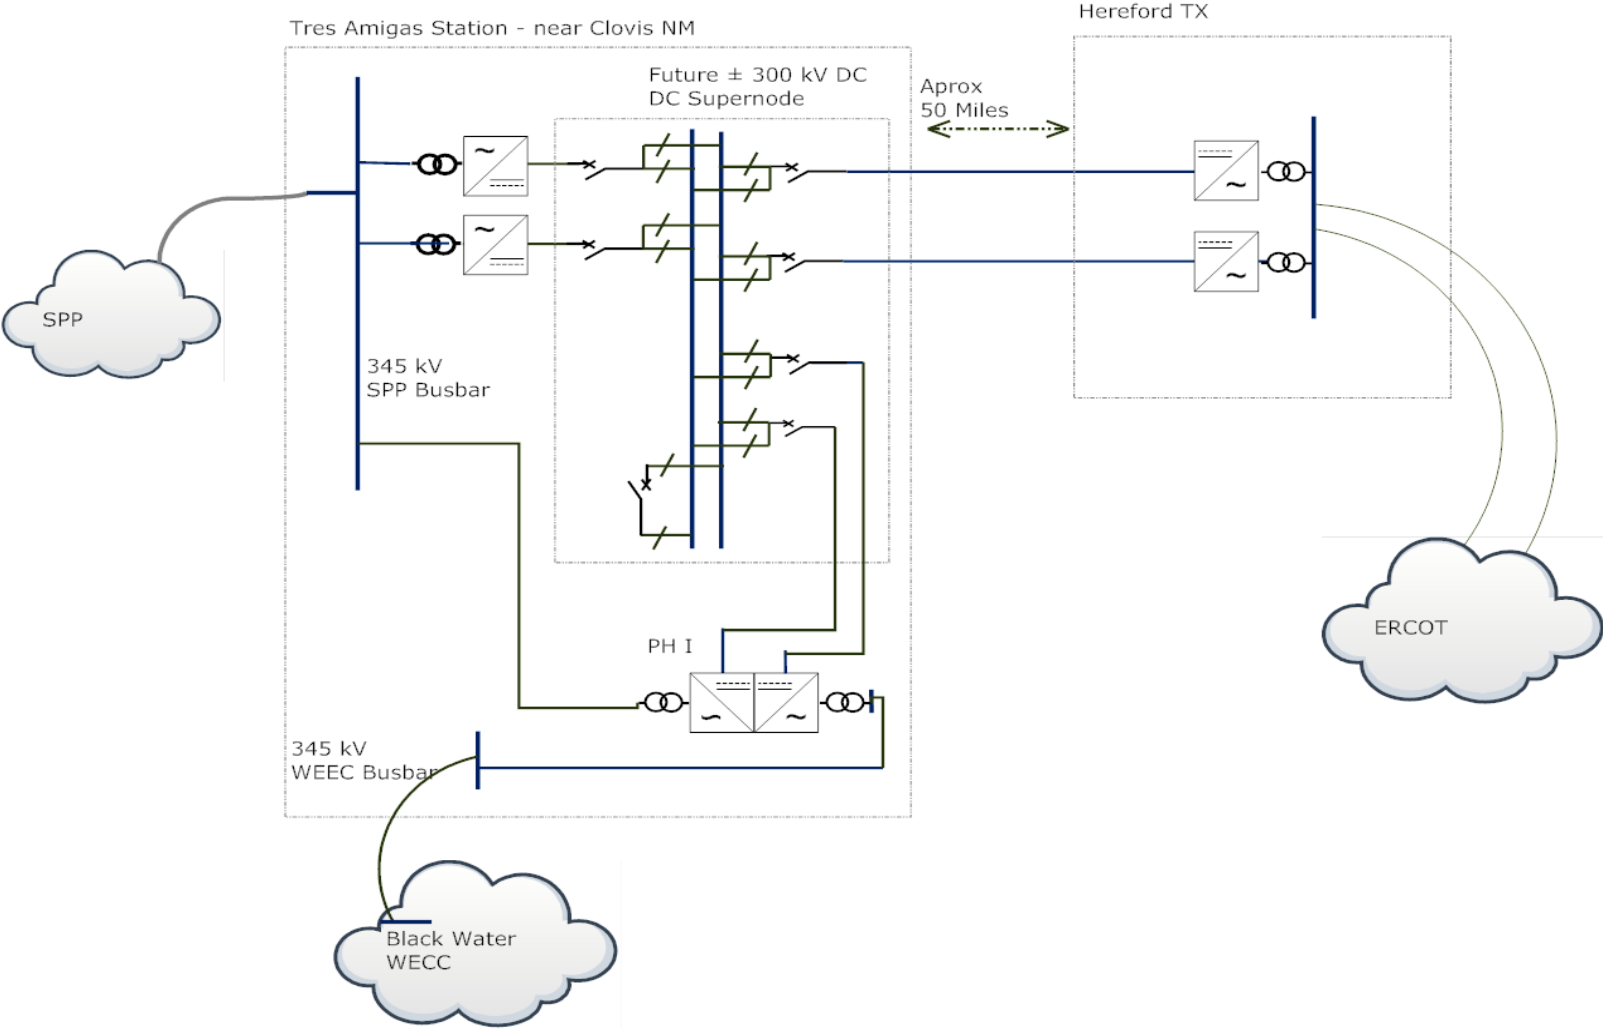 Tres Amigas Station - near Clovis NM
Hereford TX
Future ± 300 kV DC
DC Supernode
Aprox
50 Miles
SPP
345 kV
SPP Busbar
PH I
ERCOT
345 kV
WEEC Busbar
Black Water
WECC